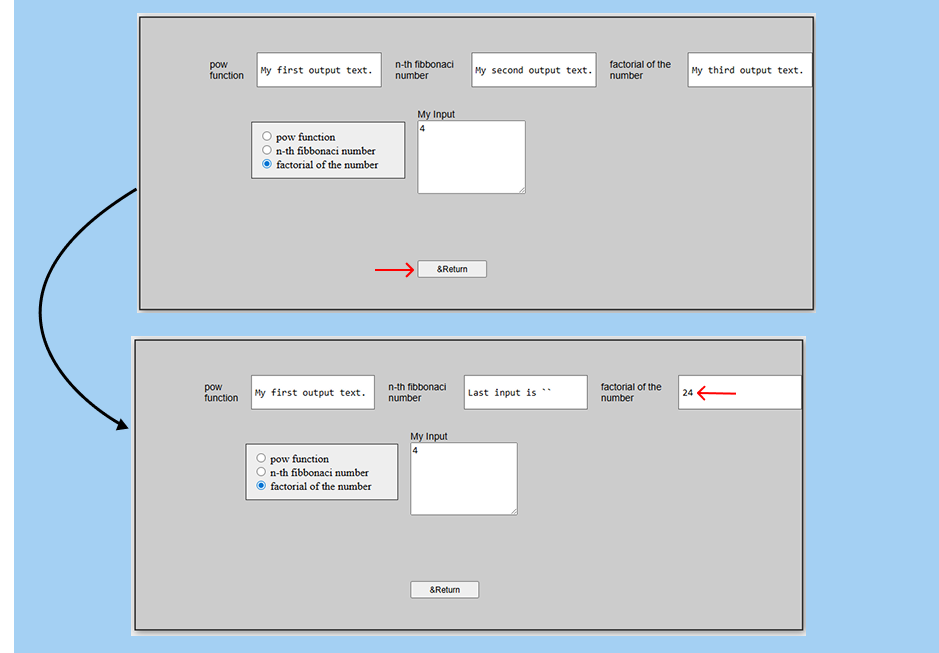 pow
function
My first output text.
n-th fibbonaci
number
My second output text.
factorial of the
number
My third output text.
My Input
4
pow function
n-th fibbonaci number
factorial of the number
&Return
pow
function
My first output text.
n-th fibbonaci
number
Last input is ``
factorial of the
number
24
My Input
4
pow function
n-th fibbonaci number
factorial of the number
&Return